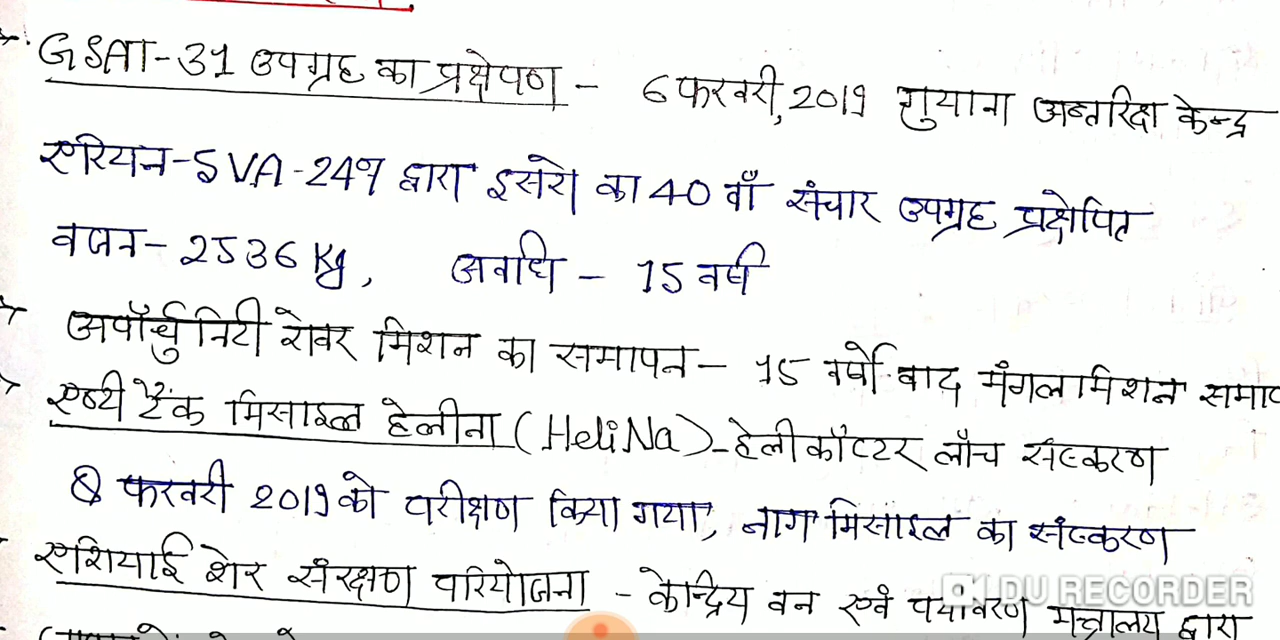 GSAT-31 उपग्रह का प्रक्षेपण - 6 फरवरी, 2019 गुयाना अन्तरिक्ष केन्द्र
एरियन-5VA-247 द्वारा इसरो का 40 वाँ संचार उपग्रह प्रक्षेपित
वजन - 2536 Kg, अवधि - 15 वर्ष
अपॉर्चुनिटी रोवर मिशन का समापन - 15 वर्षो बाद मंगल मिशन
एण्टी टैंक मिसाइल हेलीना (HeliNa) - हेलीकॉप्टर लाँच संस्करण
8 फरवरी 2019 को परीक्षण किया गया, नाग मिसाइल का संस्करण
एशियाई शेर संरक्षण परियोजना - केन्द्रिय वन एवं पर्यावरण मन्त्रालय द्वारा
DU RECORDER